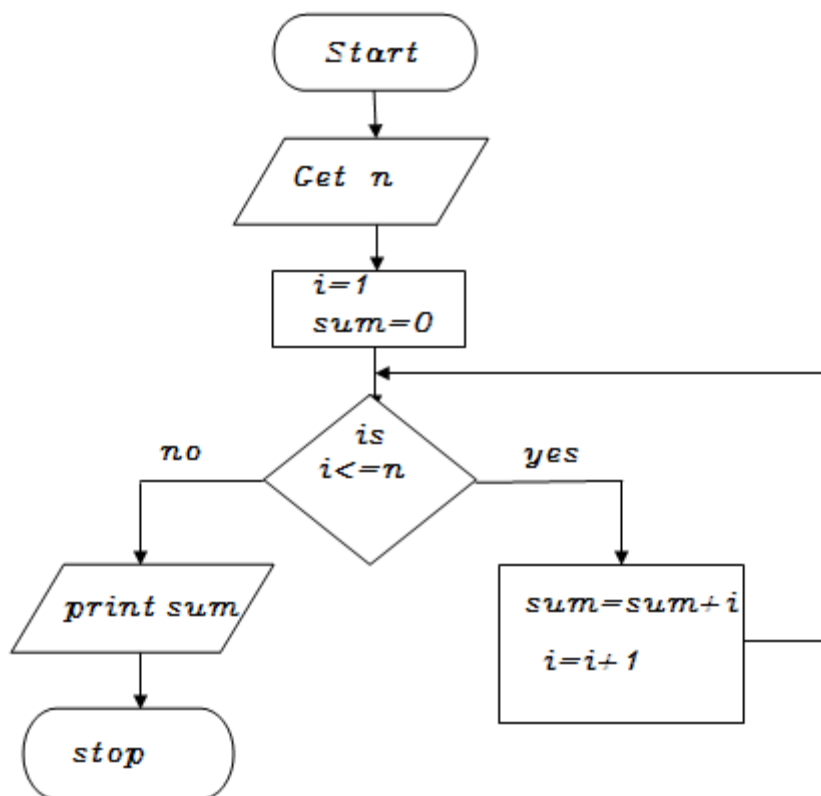 Start
Get n
i=1
sum=0
is
i<=n
no
yes
print sum
sum=sum+i
i=i+1
stop